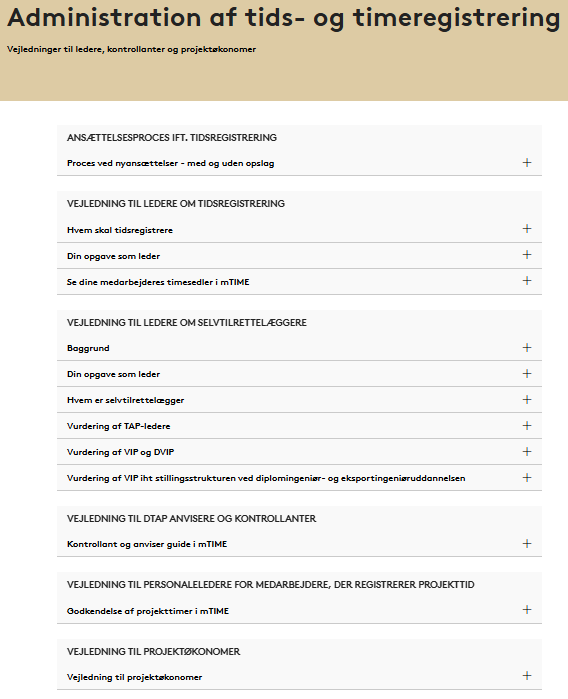 Administration af tids- og timeregistrering
Vejledninger til ledere, kontrollanter og projektøkonomer
ANSÆTTELSESPROCES IFT. TIDSREGISTRERING
Proces ved nyansættelser - med og uden opslag
VEJLEDNING TIL LEDERE OM TIDSREGISTRERING
Hvem skal tidsregistrere
Din opgave som leder
Se dine medarbejderes timesedler i mTIME
VEJLEDNING TIL LEDERE OM SELVTILRETTELÆGGERE
Baggrund
Din opgave som leder
Hvem er selvtilrettelægger
Vurdering af TAP-ledere
Vurdering af VIP og DVIP
Vurdering af VIP iht stillingsstrukturen ved diplomingeniør- og eksportingeniøruddannelsen
VEJLEDNING TIL DTAP ANVISERE OG KONTROLLANTER
Kontrollant og anviser guide i mTIME
VEJLEDNING TIL PERSONALELEDERE FOR MEDARBEJDERE, DER REGISTRERER PROJEKTTID
Godkendelse af projekttimer i mTIME
VEJLEDNING TIL PROJEKTØKONOMER
Vejledning til projektøkonomer